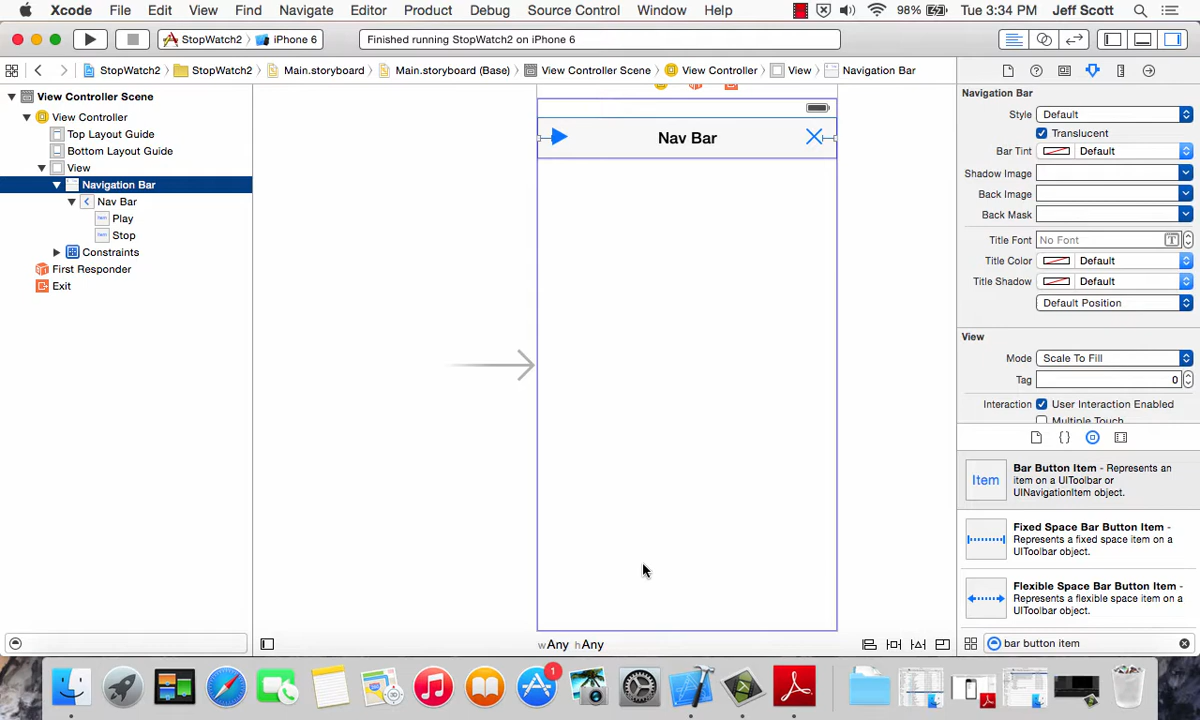 Xcode File Edit View Find Navigate Editor Product Debug Source Control Window Help 98% Tue 3:34 PM Jeff Scott
StopWatch2 iPhone 6 Finished running StopWatch2 on iPhone 6
StopWatch2 StopWatch2 Main.storyboard Main.storyboard (Base) View Controller Scene View Controller View Navigation Bar
View Controller Scene
View Controller
Top Layout Guide
Bottom Layout Guide
View
Navigation Bar
Nav Bar
Play
Stop
Constraints
First Responder
Exit
Nav Bar
wAny hAny
Navigation Bar
Style Default
Translucent
Bar Tint Default
Shadow Image
Back Image
Back Mask
Title Font No Font T
Title Color Default
Title Shadow Default
Default Position
View
Mode Scale To Fill
Tag 0
Interaction User Interaction Enabled
Multiple Touch
Item
Bar Button Item - Represents an
item on a UIToolbar or
UINavigationItem object.
Fixed Space Bar Button Item -
Represents a fixed space item on a
UIToolbar object.
Flexible Space Bar Button Item -
Represents a flexible space item on a
UIToolbar object.
bar button item
1